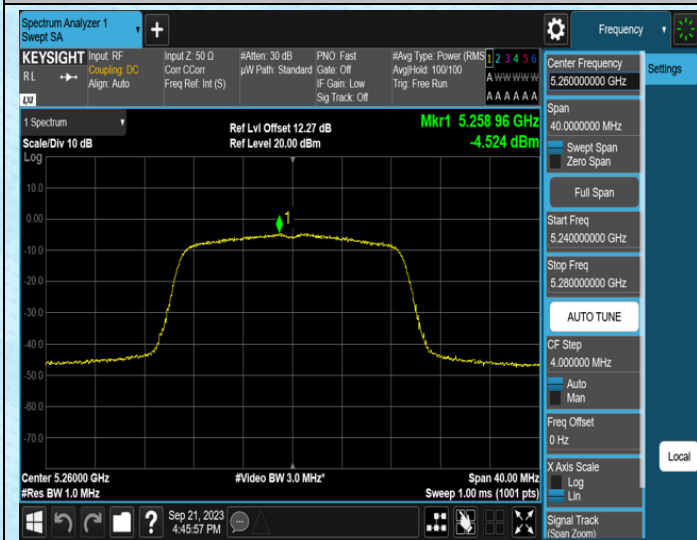 Spectrum Analyzer 1
Swept SA
Frequency
KEYSIGHT
R L
Input: RF
Coupling: DC
Align: Auto
Input Z: 50 Ω
Corr CCorr
Freq Ref: Int (S)
#Atten: 30 dB
µW Path: Standard
PNO: Fast
Gate: Off
IF Gain: Low
Sig Track: Off
#Avg Type: Power (RMS
Avg|Hold: 100/100
Trig: Free Run
1 2 3 4 5 6
A W W W W W
A A A A A A
1 Spectrum
Scale/Div 10 dB
Log
Ref Lvl Offset 12.27 dB
Ref Level 20.00 dBm
Mkr1 5.258 96 GHz
-4.524 dBm
10.0
0.00
-10.0
-20.0
-30.0
-40.0
-50.0
-60.0
-70.0
1
Center 5.26000 GHz
#Res BW 1.0 MHz
#Video BW 3.0 MHz*
Span 40.00 MHz
Sweep 1.00 ms (1001 pts)
?
Sep 21, 2023
4:45:57 PM
Center Frequency
5.260000000 GHz
Span
40.0000000 MHz
Swept Span
Zero Span
Full Span
Start Freq
5.240000000 GHz
Stop Freq
5.280000000 GHz
AUTO TUNE
CF Step
4.000000 MHz
Auto
Man
Freq Offset
0 Hz
X Axis Scale
Log
Lin
Signal Track
(Span Zoom)
Settings
Local